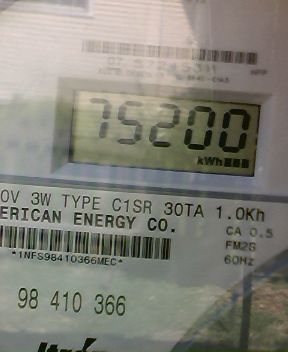 75200
kWh
0V 3W TYPE C1SR 30TA 1.0Kh
ERICAN ENERGY CO.
CA 0.5
FM2S
60HZ
*1NFS98410366MEC*
98 410 366
Itron